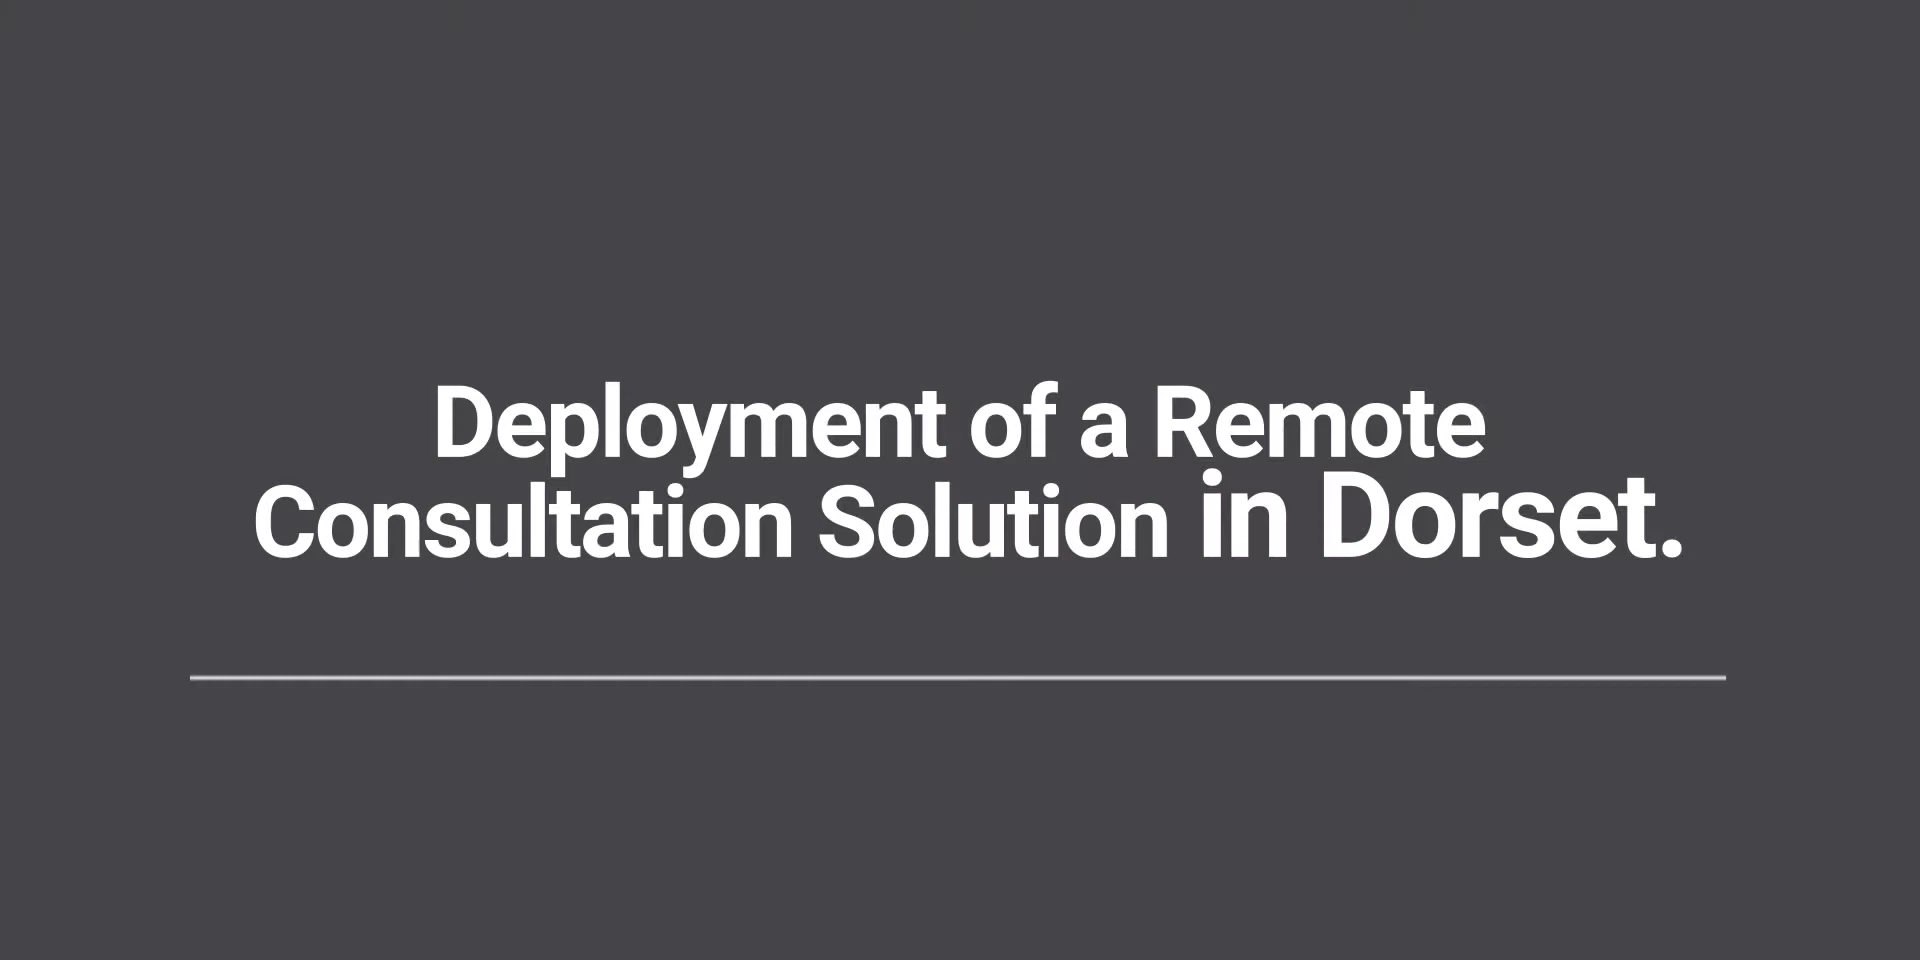 Deployment of a Remote
Consultation Solution in Dorset.